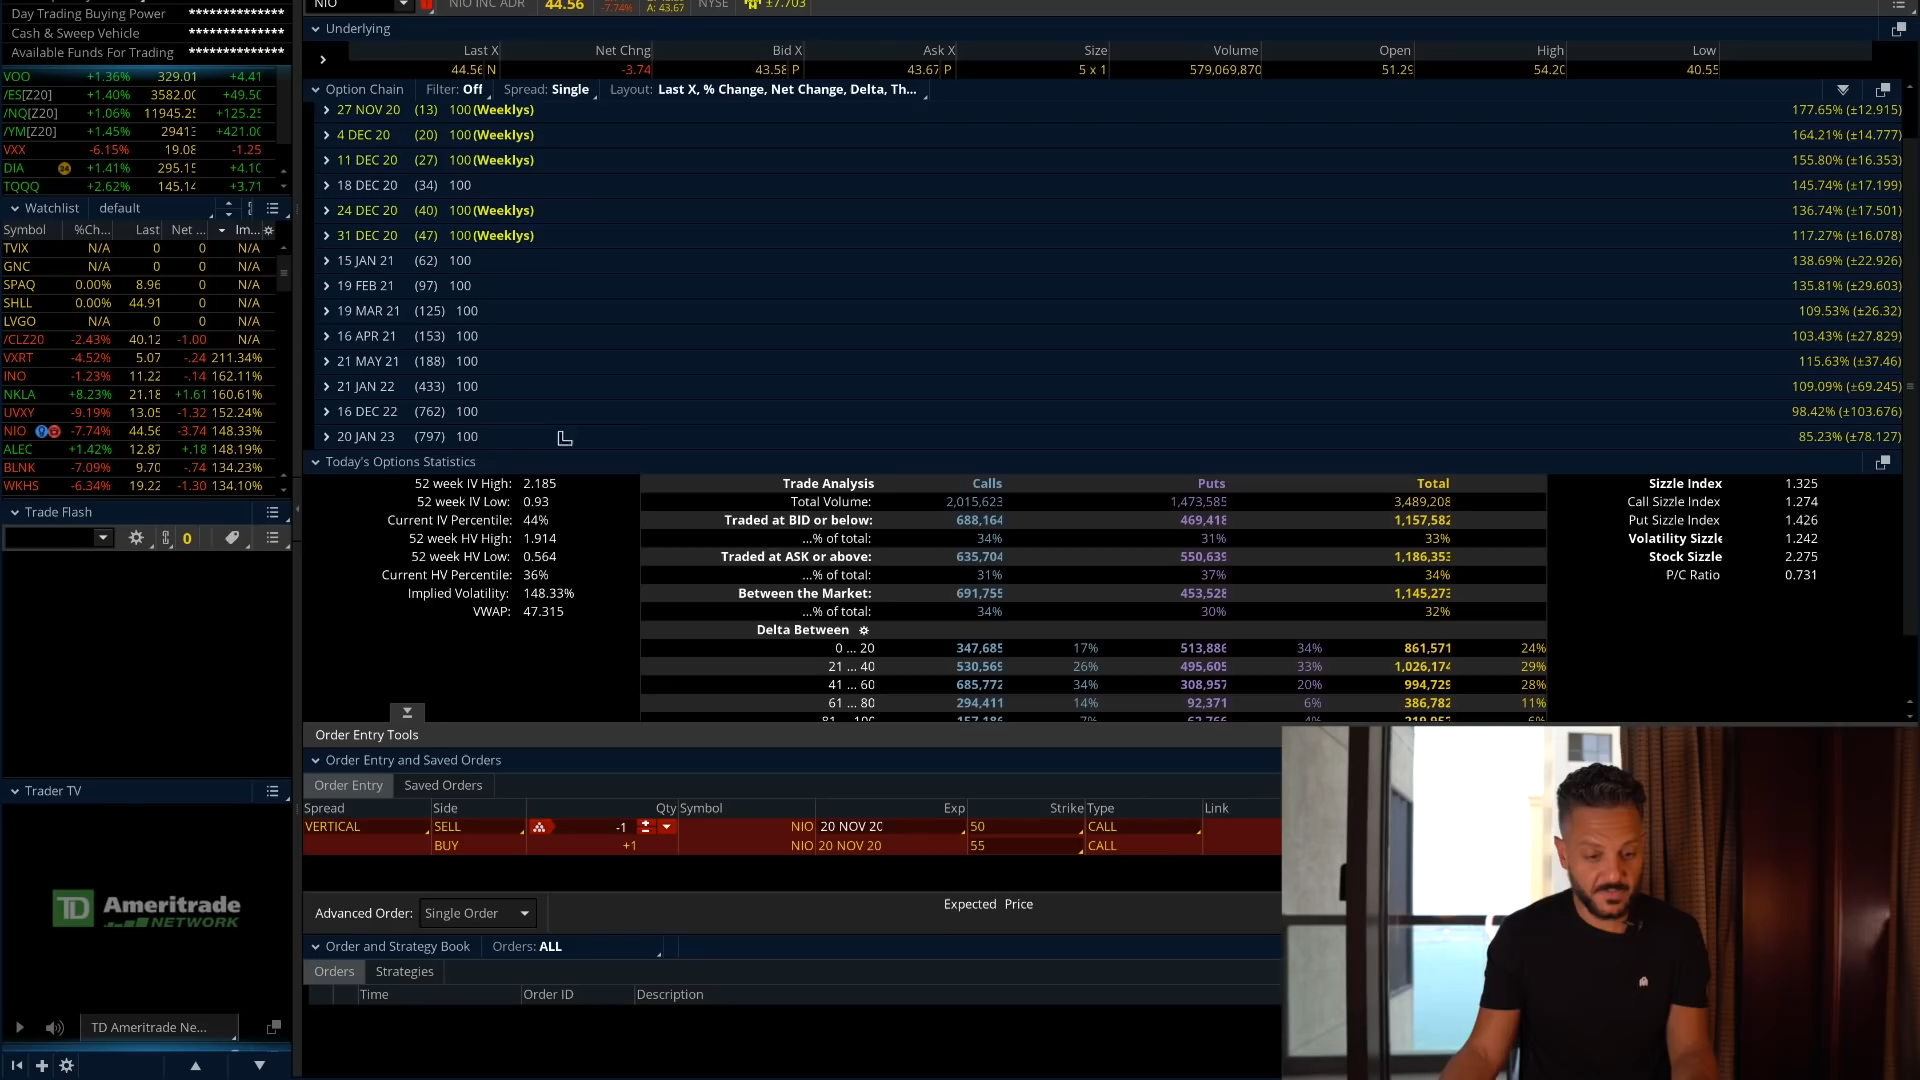 Day Trading Buying Power **************
Cash & Sweep Vehicle **************
Available Funds For Trading **************
VOO +1.36% 329.01 +4.41
/ES[Z20] +1.40% 3582.00 +49.50
/NQ[Z20] +1.06% 11945.25 +125.25
/YM[Z20] +1.45% 29413 +421.00
VXX -6.15% 19.08 -1.25
DIA 24 +1.41% 295.15 +4.10
TQQQ +2.62% 145.14 +3.71
Watchlist default
Symbol %Ch... Last Net ... Im...
TVIX N/A 0 0 N/A
GNC N/A 0 0 N/A
SPAQ 0.00% 8.96 0 N/A
SHLL 0.00% 44.91 0 N/A
LVGO N/A 0 0 N/A
/CLZ20 -2.43% 40.12 -1.00 N/A
VXRT -4.52% 5.07 -.24 211.34%
INO -1.23% 11.22 -.14 162.11%
NKLA +8.23% 21.18 +1.61 160.61%
UVXY -9.19% 13.05 -1.32 152.24%
NIO -7.74% 44.56 -3.74 148.33%
ALEC +1.42% 12.87 +.18 148.19%
BLNK -7.09% 9.70 -.74 134.23%
WKHS -6.34% 19.22 -1.30 134.10%
Trade Flash
0
Trader TV
TD Ameritrade NETWORK
TD Ameritrade Ne...
NIO NIO INC ADR 44.56 -7.74% A: 43.67 NYSE ±7.703
Underlying
Last X Net Chng Bid X Ask X Size Volume Open High Low
44.56 N -3.74 43.58 P 43.67 P 5 x 1 579,069,870 51.29 54.20 40.55
Option Chain Filter: Off Spread: Single Layout: Last X, % Change, Net Change, Delta, Th...
27 NOV 20 (13) 100 (Weeklys) 177.65% (±12.915)
4 DEC 20 (20) 100 (Weeklys) 164.21% (±14.777)
11 DEC 20 (27) 100 (Weeklys) 155.80% (±16.353)
18 DEC 20 (34) 100 145.74% (±17.199)
24 DEC 20 (40) 100 (Weeklys) 136.74% (±17.501)
31 DEC 20 (47) 100 (Weeklys) 117.27% (±16.078)
15 JAN 21 (62) 100 138.69% (±22.926)
19 FEB 21 (97) 100 135.81% (±29.603)
19 MAR 21 (125) 100 109.53% (±26.32)
16 APR 21 (153) 100 103.43% (±27.829)
21 MAY 21 (188) 100 115.63% (±37.46)
21 JAN 22 (433) 100 109.09% (±69.245)
16 DEC 22 (762) 100 98.42% (±103.676)
20 JAN 23 (797) 100 85.23% (±78.127)
Today's Options Statistics
52 week IV High: 2.185
52 week IV Low: 0.93
Current IV Percentile: 44%
52 week HV High: 1.914
52 week HV Low: 0.564
Current HV Percentile: 36%
Implied Volatility: 148.33%
VWAP: 47.315
Trade Analysis Calls Puts Total
Total Volume: 2,015,623 1,473,585 3,489,208
Traded at BID or below: 688,164 469,418 1,157,582
...% of total: 34% 31% 33%
Traded at ASK or above: 635,704 550,639 1,186,353
...% of total: 31% 37% 34%
Between the Market: 691,755 453,528 1,145,273
...% of total: 34% 30% 32%
Delta Between
0 ... 20 347,685 17% 513,886 34% 861,571 24%
21 ... 40 530,569 26% 495,605 33% 1,026,174 29%
41 ... 60 685,772 34% 308,957 20% 994,729 28%
61 ... 80 294,411 14% 92,371 6% 386,782 11%
Sizzle Index 1.325
Call Sizzle Index 1.274
Put Sizzle Index 1.426
Volatility Sizzle 1.242
Stock Sizzle 2.275
P/C Ratio 0.731
Order Entry Tools
Order Entry and Saved Orders
Order Entry Saved Orders
Spread Side Qty Symbol Exp Strike Type Link
VERTICAL SELL -1 NIO 20 NOV 20 50 CALL
BUY +1 NIO 20 NOV 20 55 CALL
Expected Price
Advanced Order: Single Order
Order and Strategy Book Orders: ALL
Orders Strategies
Time Order ID Description